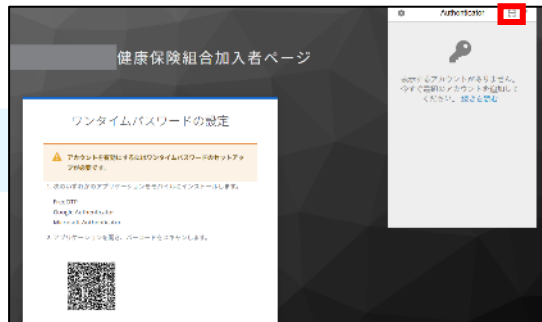 健康保険組合加入者ページ
Authenticator
表示するアカウントがありません。
今すぐ最初のアカウントを追加して
ください。 続きを読む
ワンタイムパスワードの設定
アカウントを有効にするにはワンタイムパスワードのセットアッ
プが必要です。
1. 次のいずれかのアプリケーションをモバイルにインストールします。
FreeOTP
Google Authenticator
Microsoft Authenticator
2. アプリケーションを開き、バーコードをスキャンします。